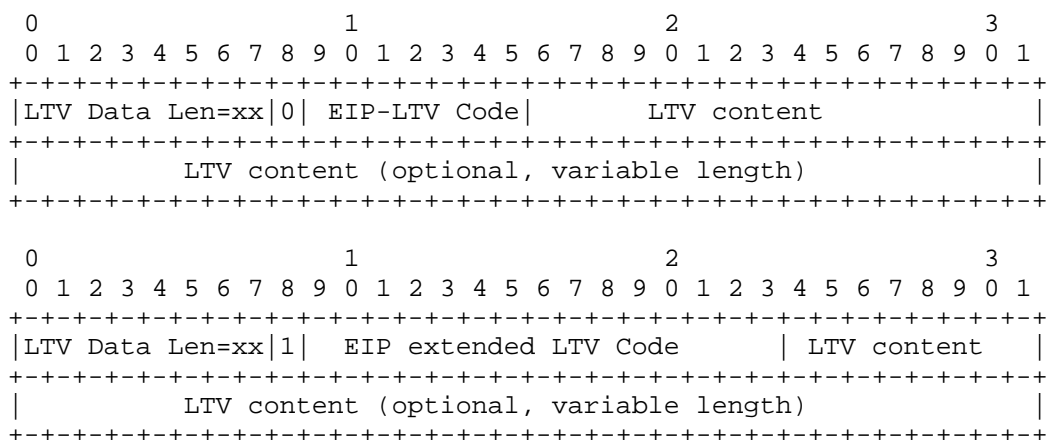 0                   1                   2                   3
 0 1 2 3 4 5 6 7 8 9 0 1 2 3 4 5 6 7 8 9 0 1 2 3 4 5 6 7 8 9 0 1
+-+-+-+-+-+-+-+-+-+-+-+-+-+-+-+-+-+-+-+-+-+-+-+-+-+-+-+-+-+-+-+-+
|LTV Data Len=xx|0| EIP-LTV Code|       LTV content             |
+-+-+-+-+-+-+-+-+-+-+-+-+-+-+-+-+-+-+-+-+-+-+-+-+-+-+-+-+-+-+-+-+
|          LTV content (optional, variable length)              |
+-+-+-+-+-+-+-+-+-+-+-+-+-+-+-+-+-+-+-+-+-+-+-+-+-+-+-+-+-+-+-+-+

 0                   1                   2                   3
 0 1 2 3 4 5 6 7 8 9 0 1 2 3 4 5 6 7 8 9 0 1 2 3 4 5 6 7 8 9 0 1
+-+-+-+-+-+-+-+-+-+-+-+-+-+-+-+-+-+-+-+-+-+-+-+-+-+-+-+-+-+-+-+-+
|LTV Data Len=xx|1|  EIP extended LTV Code      | LTV content   |
+-+-+-+-+-+-+-+-+-+-+-+-+-+-+-+-+-+-+-+-+-+-+-+-+-+-+-+-+-+-+-+-+
|          LTV content (optional, variable length)              |
+-+-+-+-+-+-+-+-+-+-+-+-+-+-+-+-+-+-+-+-+-+-+-+-+-+-+-+-+-+-+-+-+